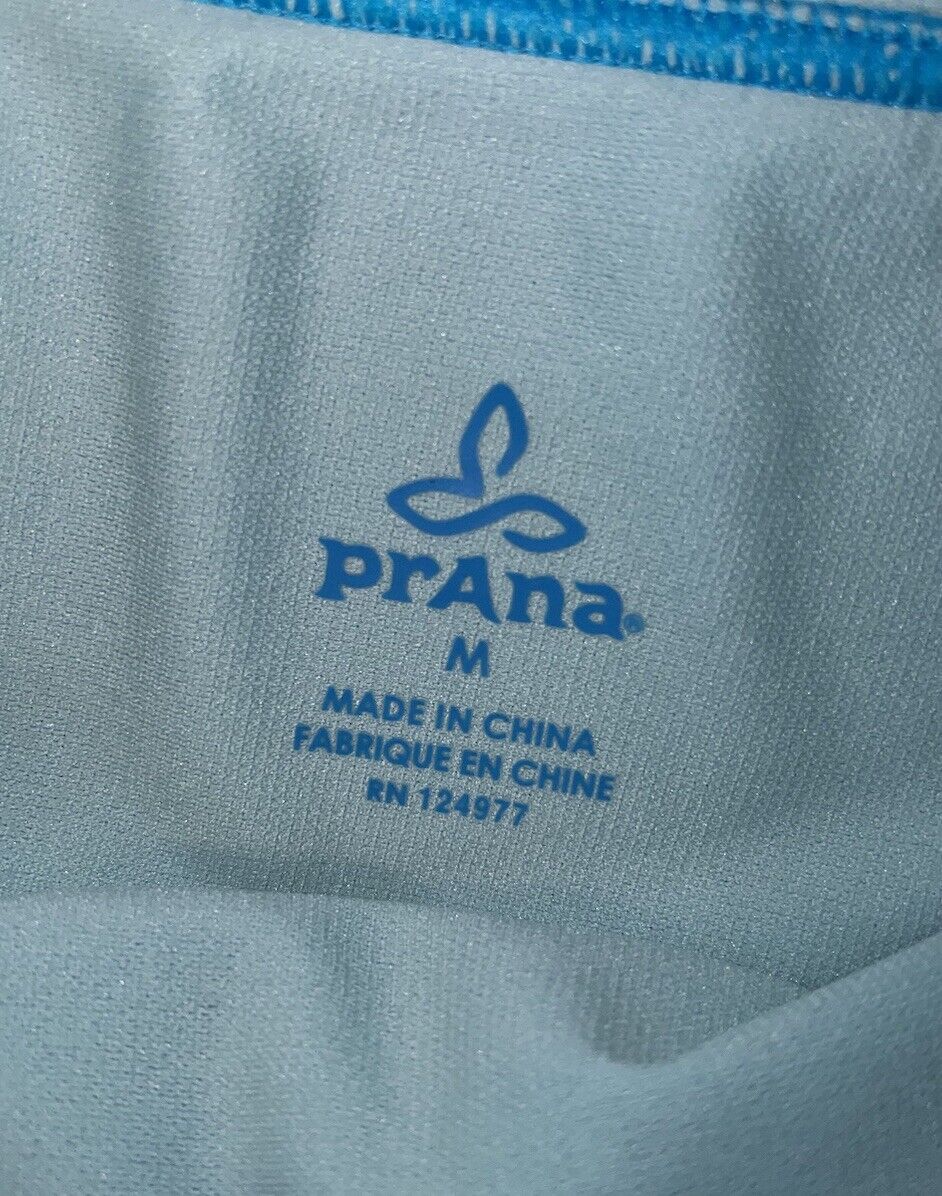 prAna®
M
MADE IN CHINA
FABRIQUE EN CHINE
RN 124977